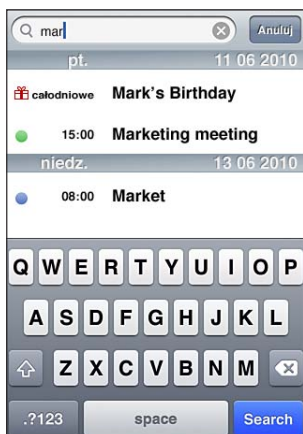 mar Anuluj
pt. 11 06 2010
całodniowe Mark's Birthday
15:00 Marketing meeting
niedz. 13 06 2010
08:00 Market
Q W E R T Y U I O P
A S D F G H J K L
Z X C V B N M
.?123 space Search